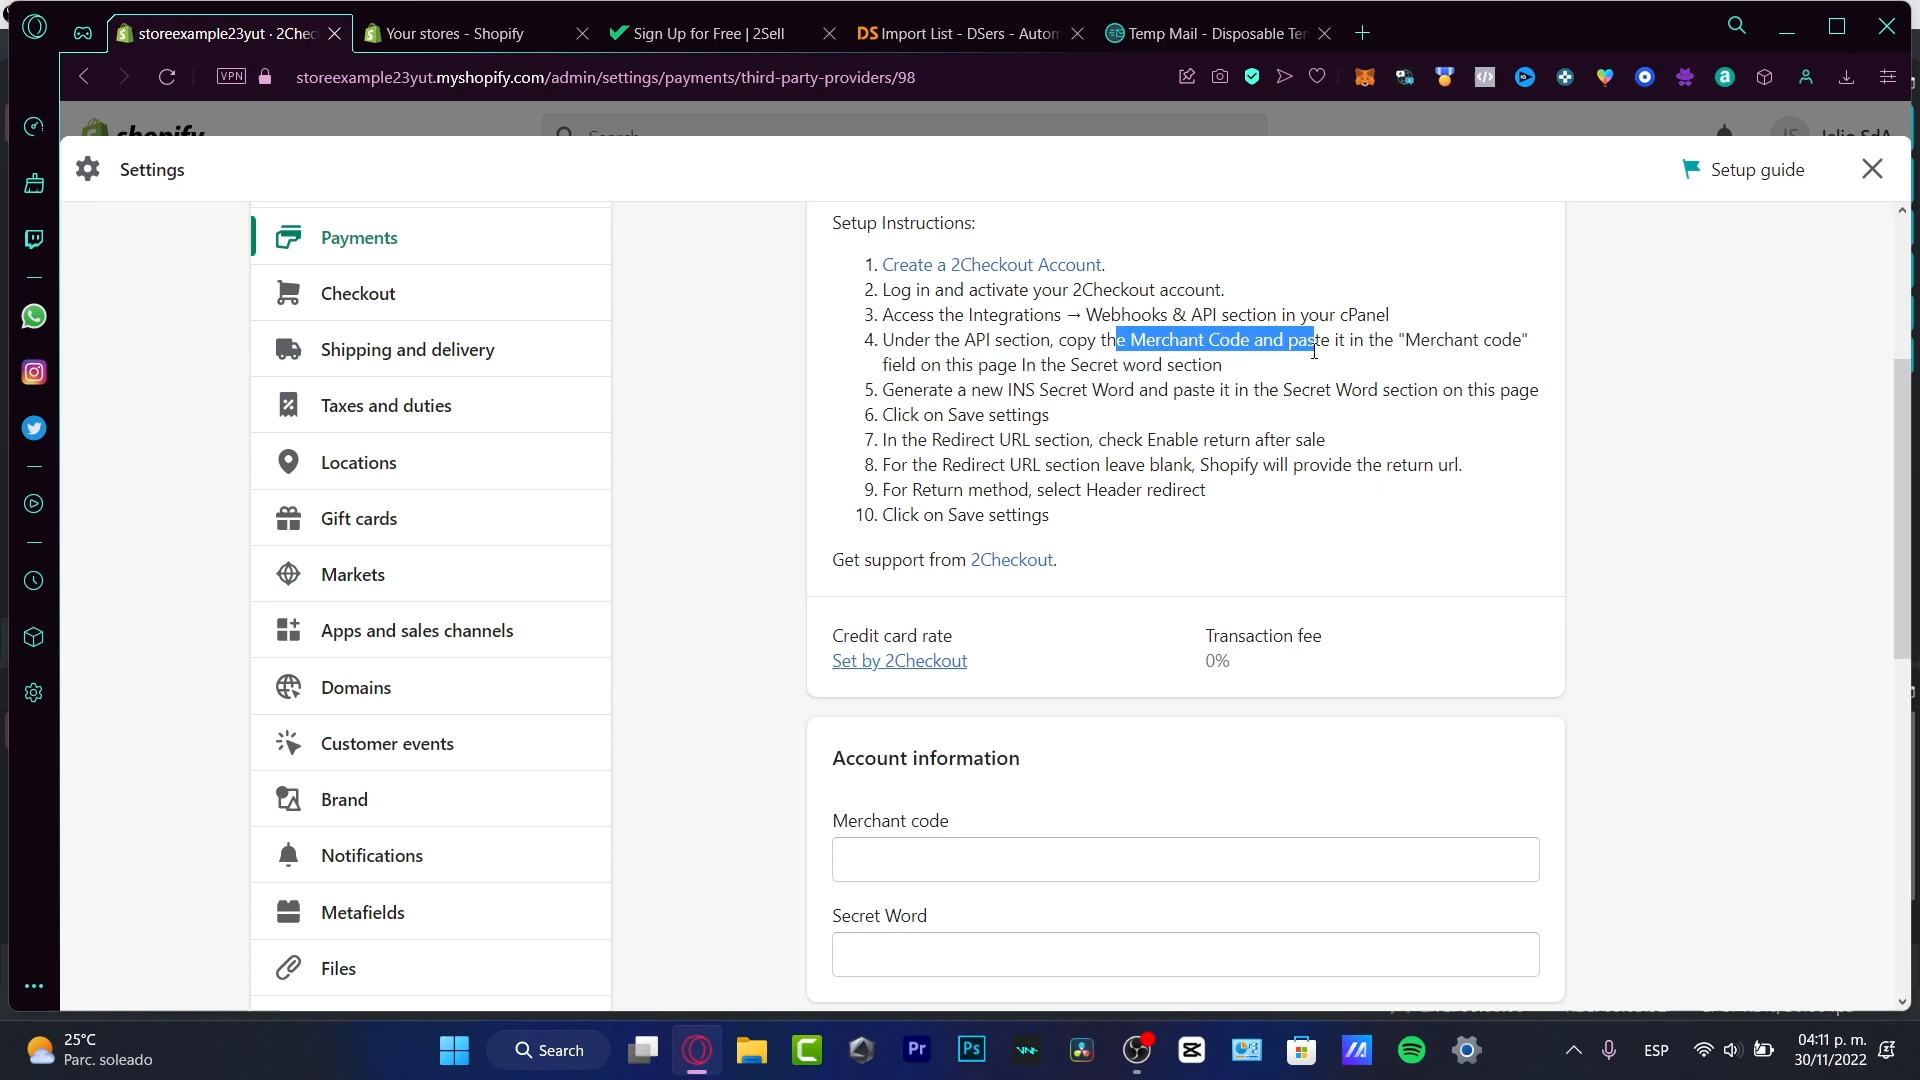 storeexample23yut · 2Chec
Your stores - Shopify
Sign Up for Free | 2Sell
DS Import List - DSers - Autom
Temp Mail - Disposable Te
VPN
storeexample23yut.myshopify.com/admin/settings/payments/third-party-providers/98
shopify
Search
JS
Jelio SdA
Settings
Setup guide
Payments
Checkout
Shipping and delivery
Taxes and duties
Locations
Gift cards
Markets
Apps and sales channels
Domains
Customer events
Brand
Notifications
Metafields
Files
Setup Instructions:
1. Create a 2Checkout Account.
2. Log in and activate your 2Checkout account.
3. Access the Integrations → Webhooks & API section in your cPanel
4. Under the API section, copy the Merchant Code and paste it in the "Merchant code"
field on this page In the Secret word section
5. Generate a new INS Secret Word and paste it in the Secret Word section on this page
6. Click on Save settings
7. In the Redirect URL section, check Enable return after sale
8. For the Redirect URL section leave blank, Shopify will provide the return url.
9. For Return method, select Header redirect
10. Click on Save settings
Get support from 2Checkout.
Credit card rate
Set by 2Checkout
Transaction fee
0%
Account information
Merchant code
Secret Word
25°C
Parc. soleado
Search
Pr
Ps
ESP
04:11 p. m.
30/11/2022